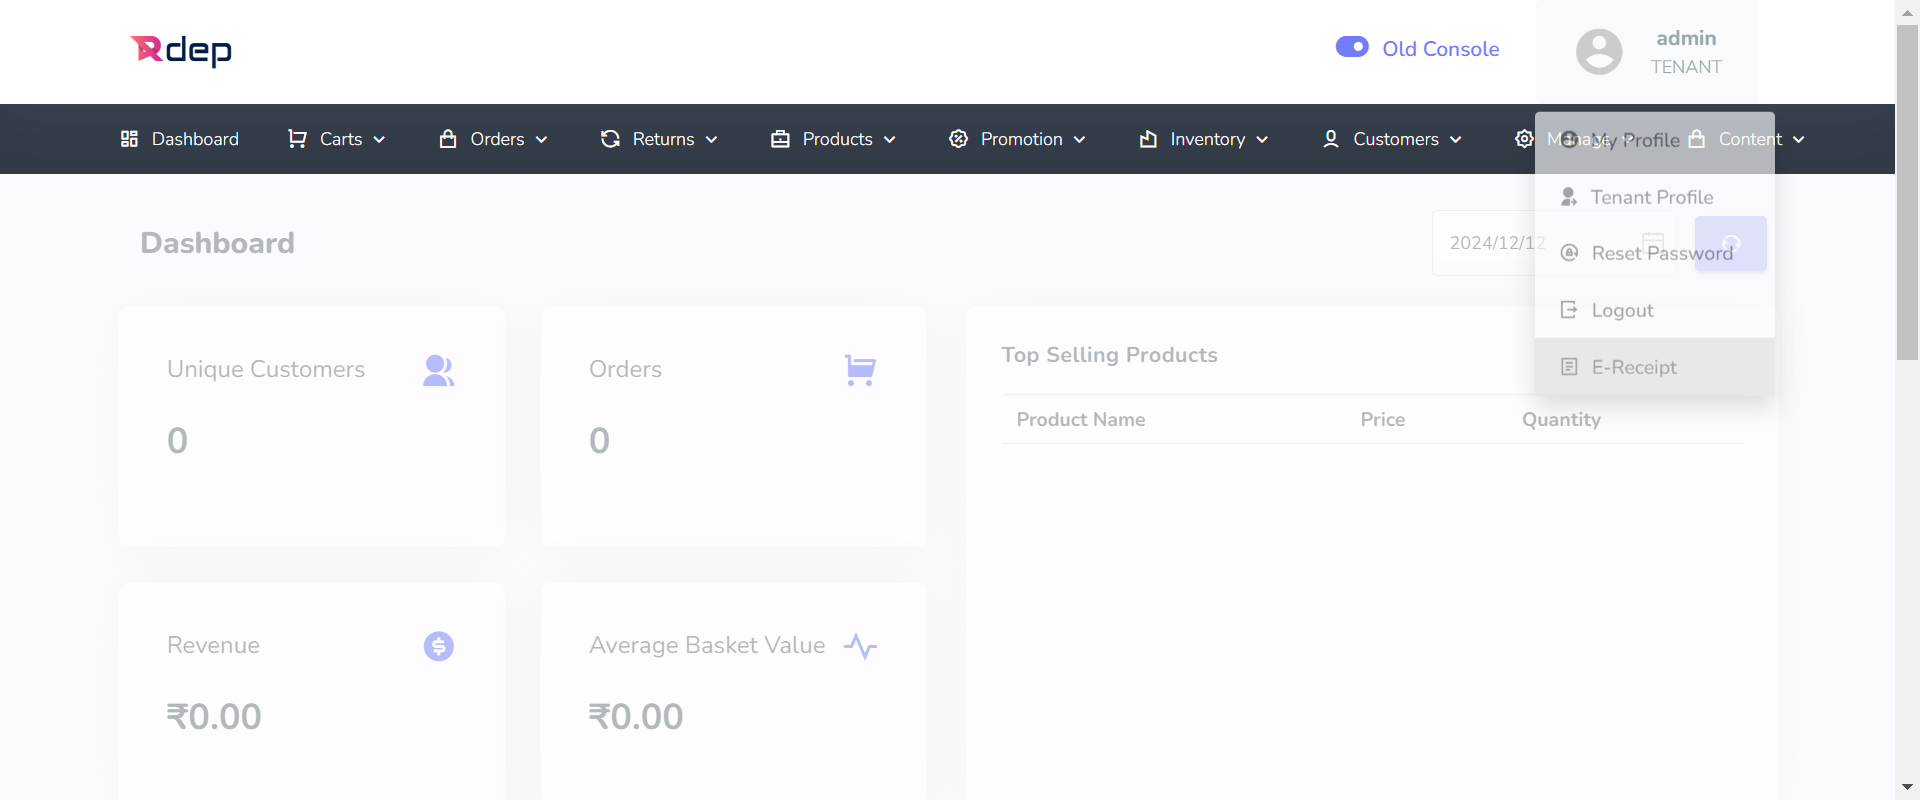 Rdep
Old Console
admin
TENANT
Dashboard Carts Orders Returns Products Promotion Inventory Customers Manage Content
My Profile
Tenant Profile
Reset Password
Logout
E-Receipt
Dashboard
2024/12/12
Unique Customers
0
Orders
0
Top Selling Products
Product Name Price Quantity
Revenue
₹0.00
Average Basket Value
₹0.00